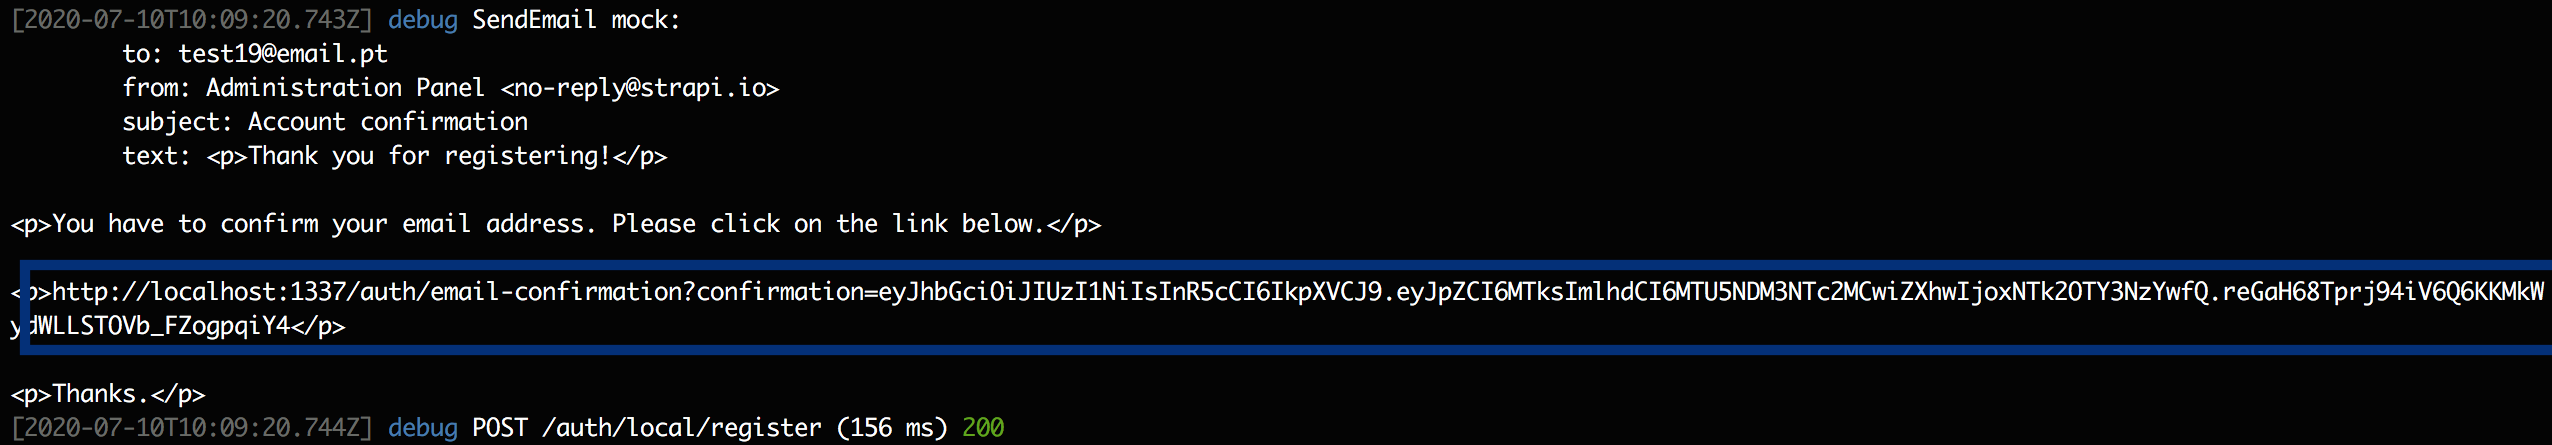 [2020-07-10T10:09:20.743Z] debug SendEmail mock:
to: test19@email.pt
from: Administration Panel <no-reply@strapi.io>
subject: Account confirmation
text: <p>Thank you for registering!</p>
<p>You have to confirm your email address. Please click on the link below.</p>
<p>http://localhost:1337/auth/email-confirmation?confirmation=eyJhbGciOiJIUzI1NiIsInR5cCI6IkpXVCJ9.eyJpZCI6MTksImlhdCI6MTU5NDM3NTc2MCwiZXhwIjoxNTk2OTY3NzYwfQ.reGaH68Tprj94iV6Q6KKMkW
ydWLLSTOVb_FZogpqiY4</p>
<p>Thanks.</p>
[2020-07-10T10:09:20.744Z] debug POST /auth/local/register (156 ms) 200